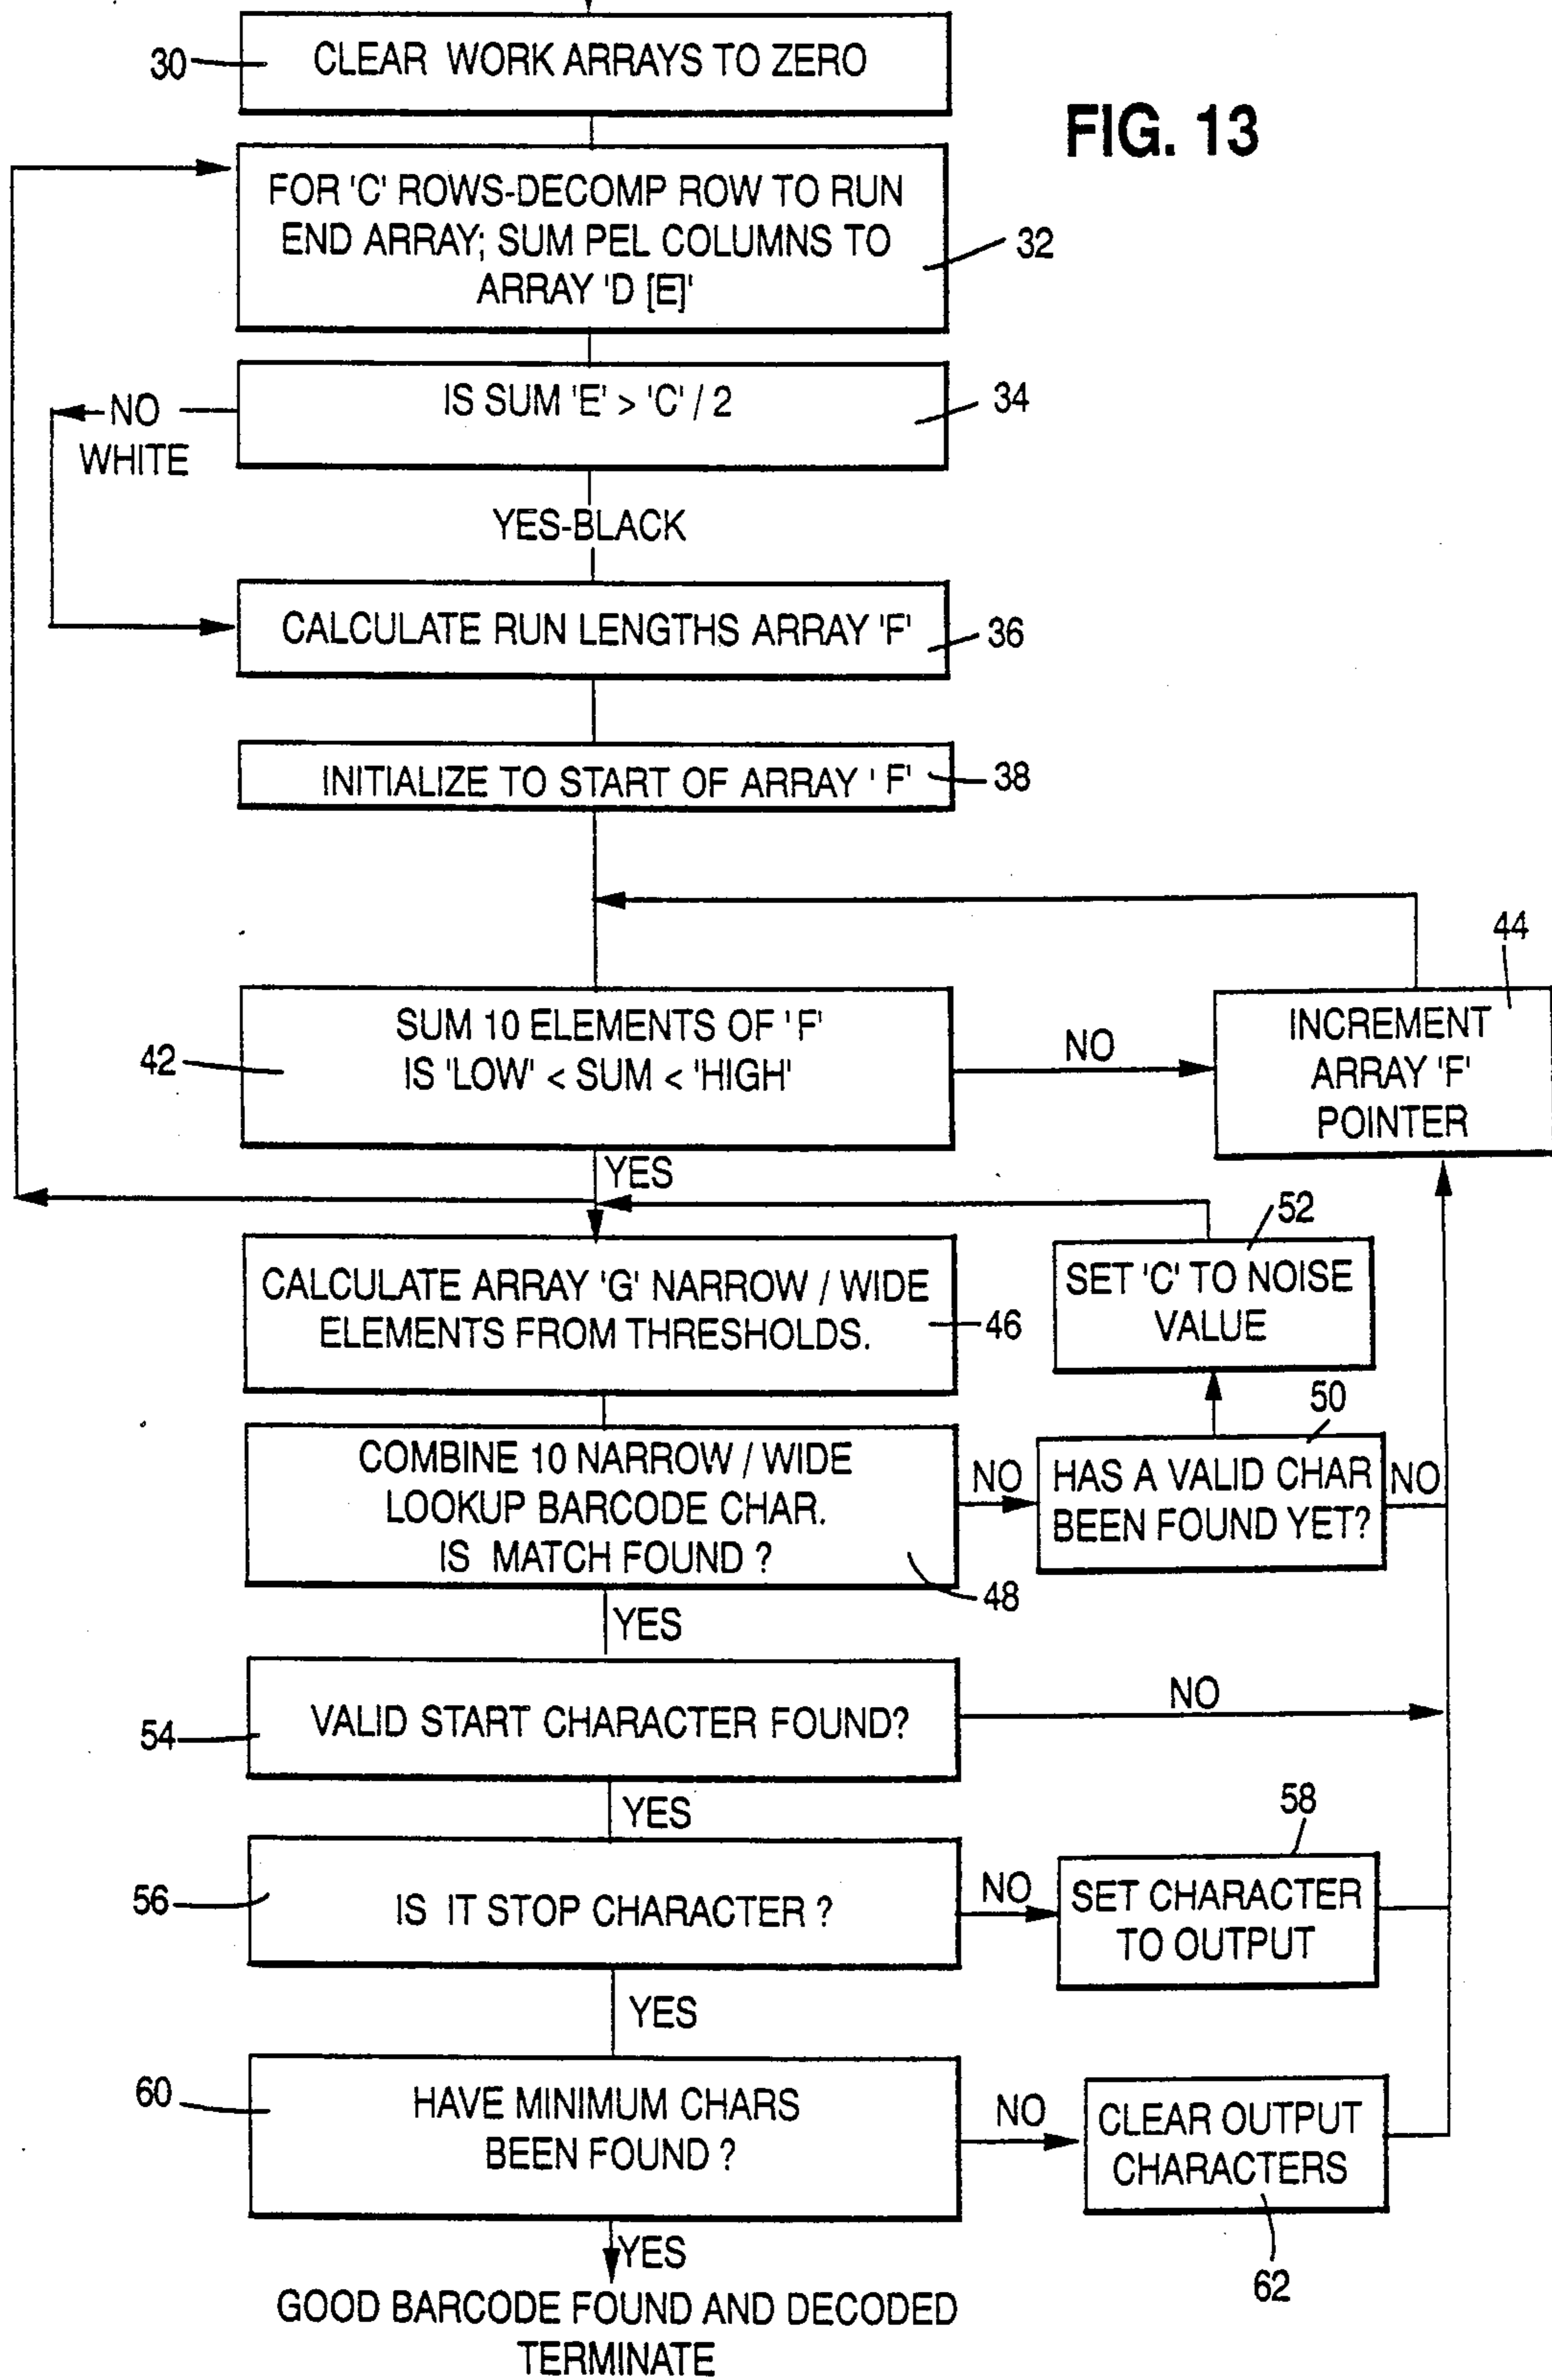 30
CLEAR WORK ARRAYS TO ZERO
FIG. 13
FOR 'C' ROWS-DECOMP ROW TO RUN
END ARRAY; SUM PEL COLUMNS TO
ARRAY 'D [E]'
32
IS SUM 'E' > 'C' / 2
34
NO
WHITE
YES-BLACK
CALCULATE RUN LENGTHS ARRAY 'F'
36
INITIALIZE TO START OF ARRAY 'F'
38
44
SUM 10 ELEMENTS OF 'F'
IS 'LOW' < SUM < 'HIGH'
42
NO
INCREMENT
ARRAY 'F'
POINTER
YES
52
CALCULATE ARRAY 'G' NARROW / WIDE
ELEMENTS FROM THRESHOLDS.
46
SET 'C' TO NOISE
VALUE
50
COMBINE 10 NARROW / WIDE
LOOKUP BARCODE CHAR.
IS MATCH FOUND ?
48
NO
HAS A VALID CHAR
BEEN FOUND YET?
NO
YES
54
VALID START CHARACTER FOUND?
NO
YES
58
56
IS IT STOP CHARACTER ?
NO
SET CHARACTER
TO OUTPUT
YES
60
HAVE MINIMUM CHARS
BEEN FOUND ?
NO
CLEAR OUTPUT
CHARACTERS
62
YES
GOOD BARCODE FOUND AND DECODED
TERMINATE